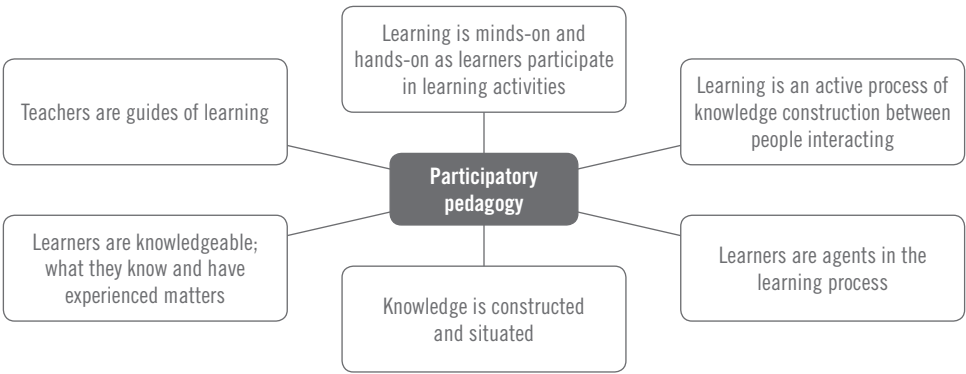 Learning is minds-on and
hands-on as learners participate
in learning activities
Teachers are guides of learning
Learning is an active process of
knowledge construction between
people interacting
Participatory
pedagogy
Learners are knowledgeable;
what they know and have
experienced matters
Knowledge is constructed
and situated
Learners are agents in the
learning process